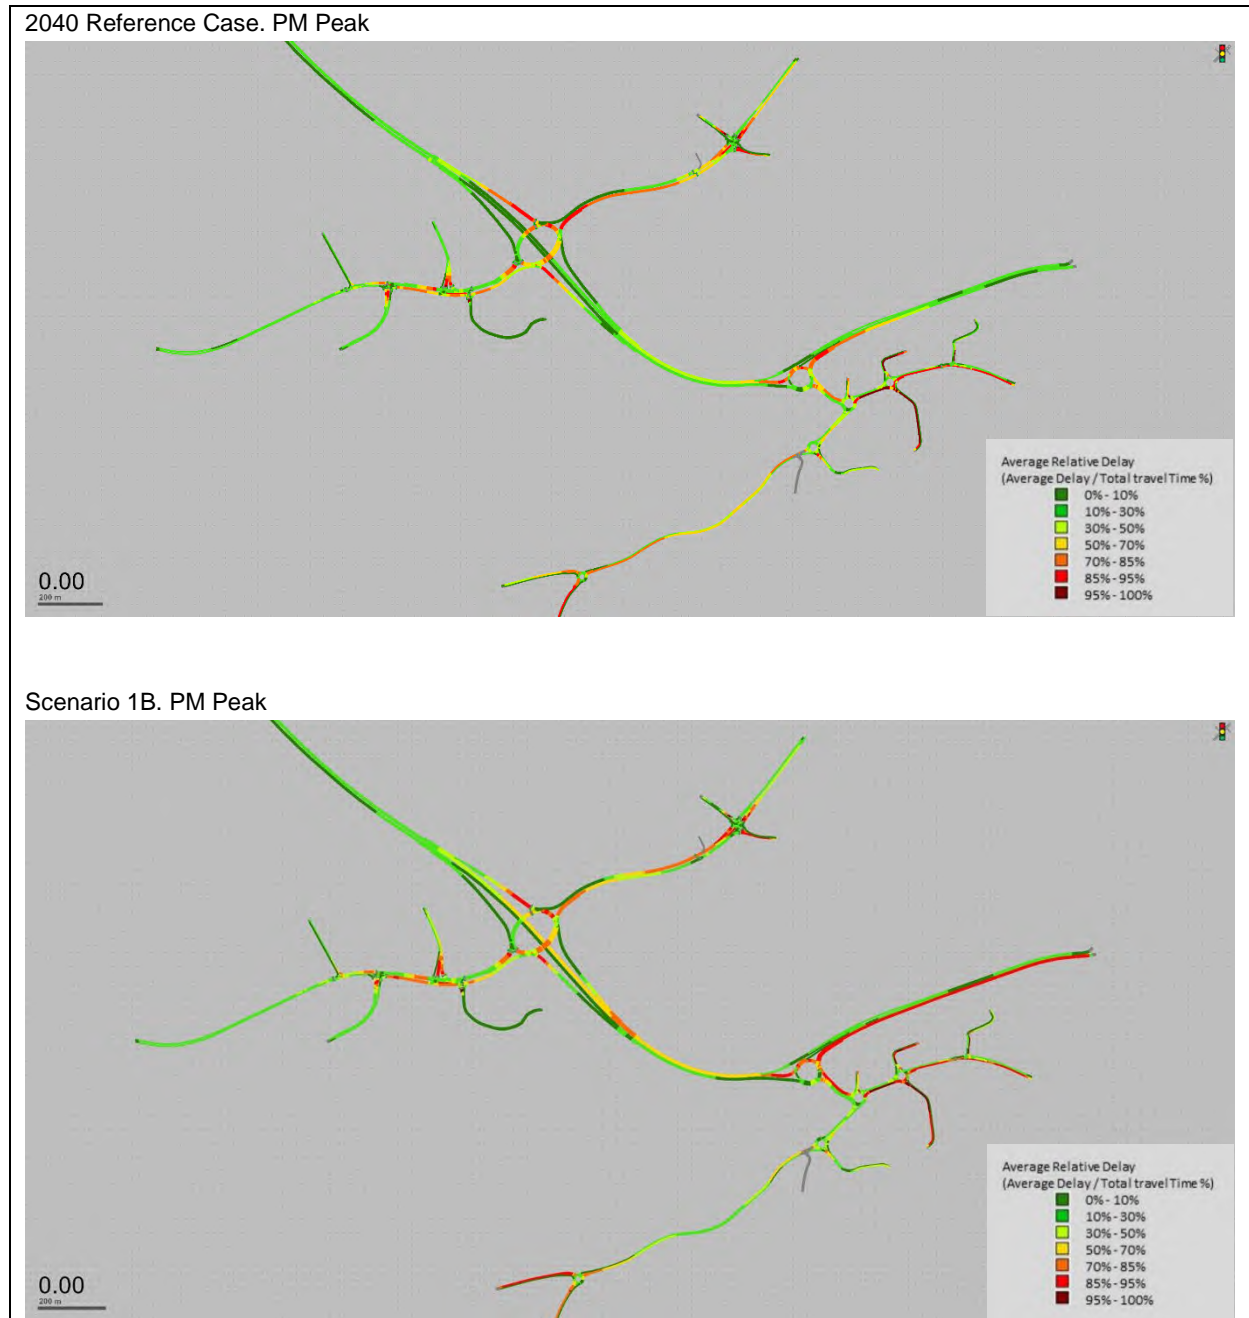 2040 Reference Case. PM Peak
Average Relative Delay
(Average Delay / Total travel Time %)
0% - 10%
10% - 30%
30% - 50%
50% - 70%
70% - 85%
85% - 95%
95% - 100%
0.00
200 m
Scenario 1B. PM Peak
Average Relative Delay
(Average Delay / Total travel Time %)
0% - 10%
10% - 30%
30% - 50%
50% - 70%
70% - 85%
85% - 95%
95% - 100%
0.00
200 m